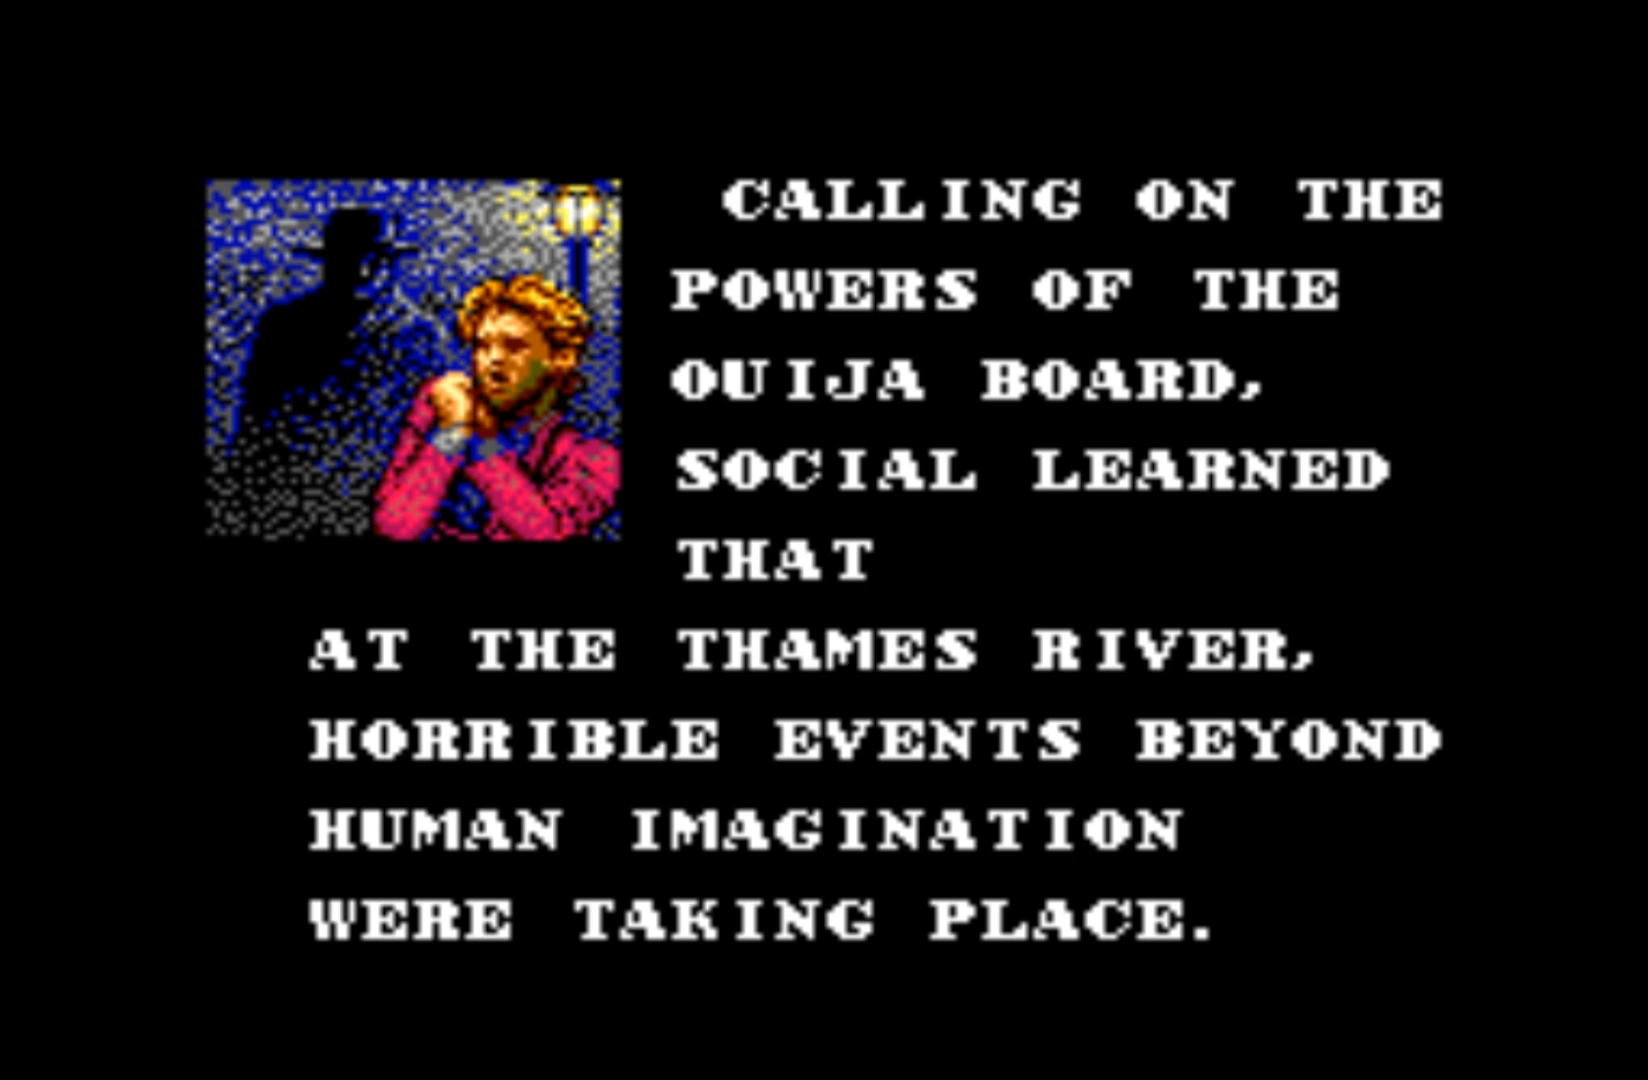 CALLING ON THE
POWERS OF THE
OUIJA BOARD,
SOCIAL LEARNED
THAT
AT THE THAMES RIVER,
HORRIBLE EVENTS BEYOND
HUMAN IMAGINATION
WERE TAKING PLACE.